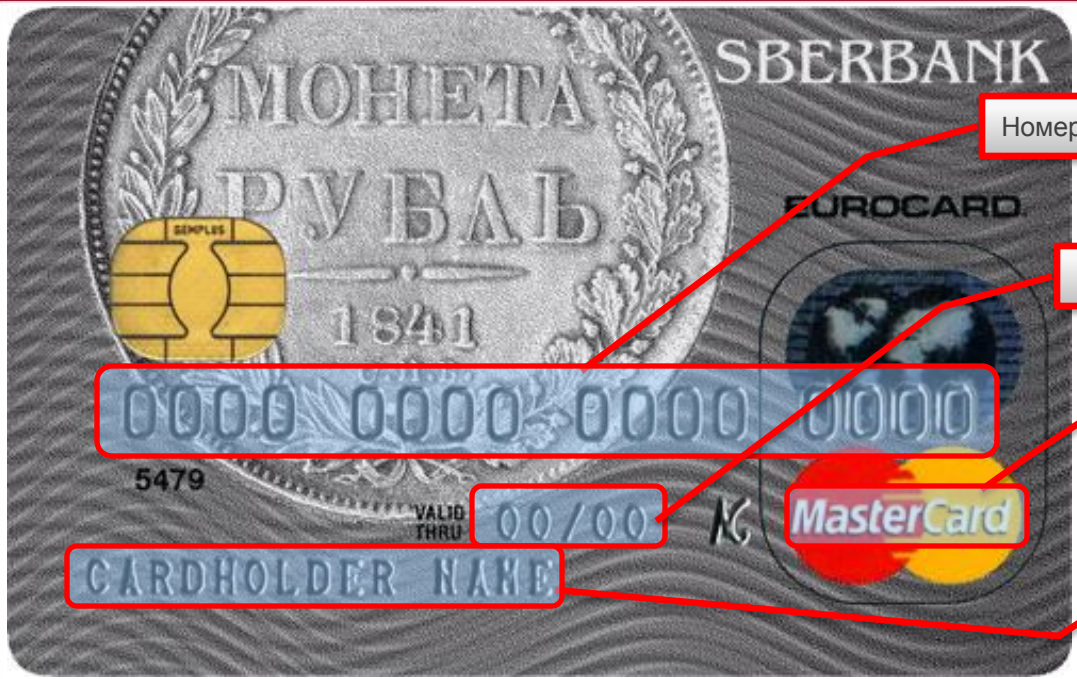 SBERBANK
МОНЕТА
РУБЛЬ
1841
Номер
EUROCARD
GEMPLUS
0000 0000 0000 0000
5479
VALID
THRU
00/00
MasterCard
CARDHOLDER NAME